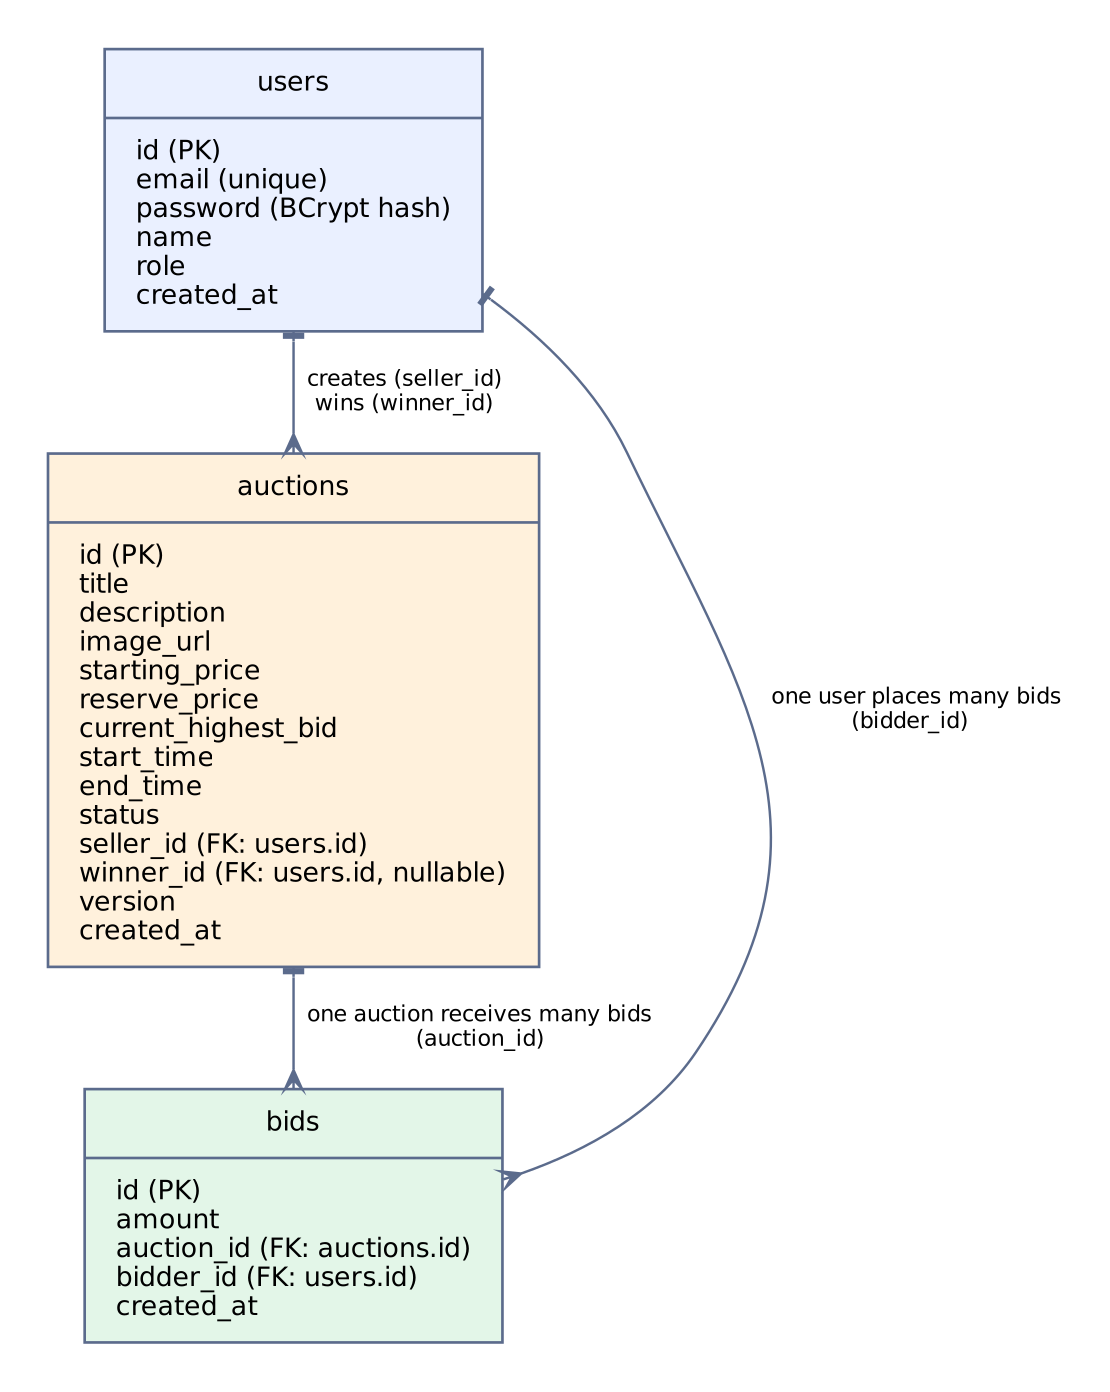 users
id (PK)
email (unique)
password (BCrypt hash)
name
role
created_at
creates (seller_id)
wins (winner_id)
auctions
id (PK)
title
description
image_url
starting_price
reserve_price
current_highest_bid
start_time
end_time
status
seller_id (FK: users.id)
winner_id (FK: users.id, nullable)
version
created_at
one user places many bids
(bidder_id)
one auction receives many bids
(auction_id)
bids
id (PK)
amount
auction_id (FK: auctions.id)
bidder_id (FK: users.id)
created_at